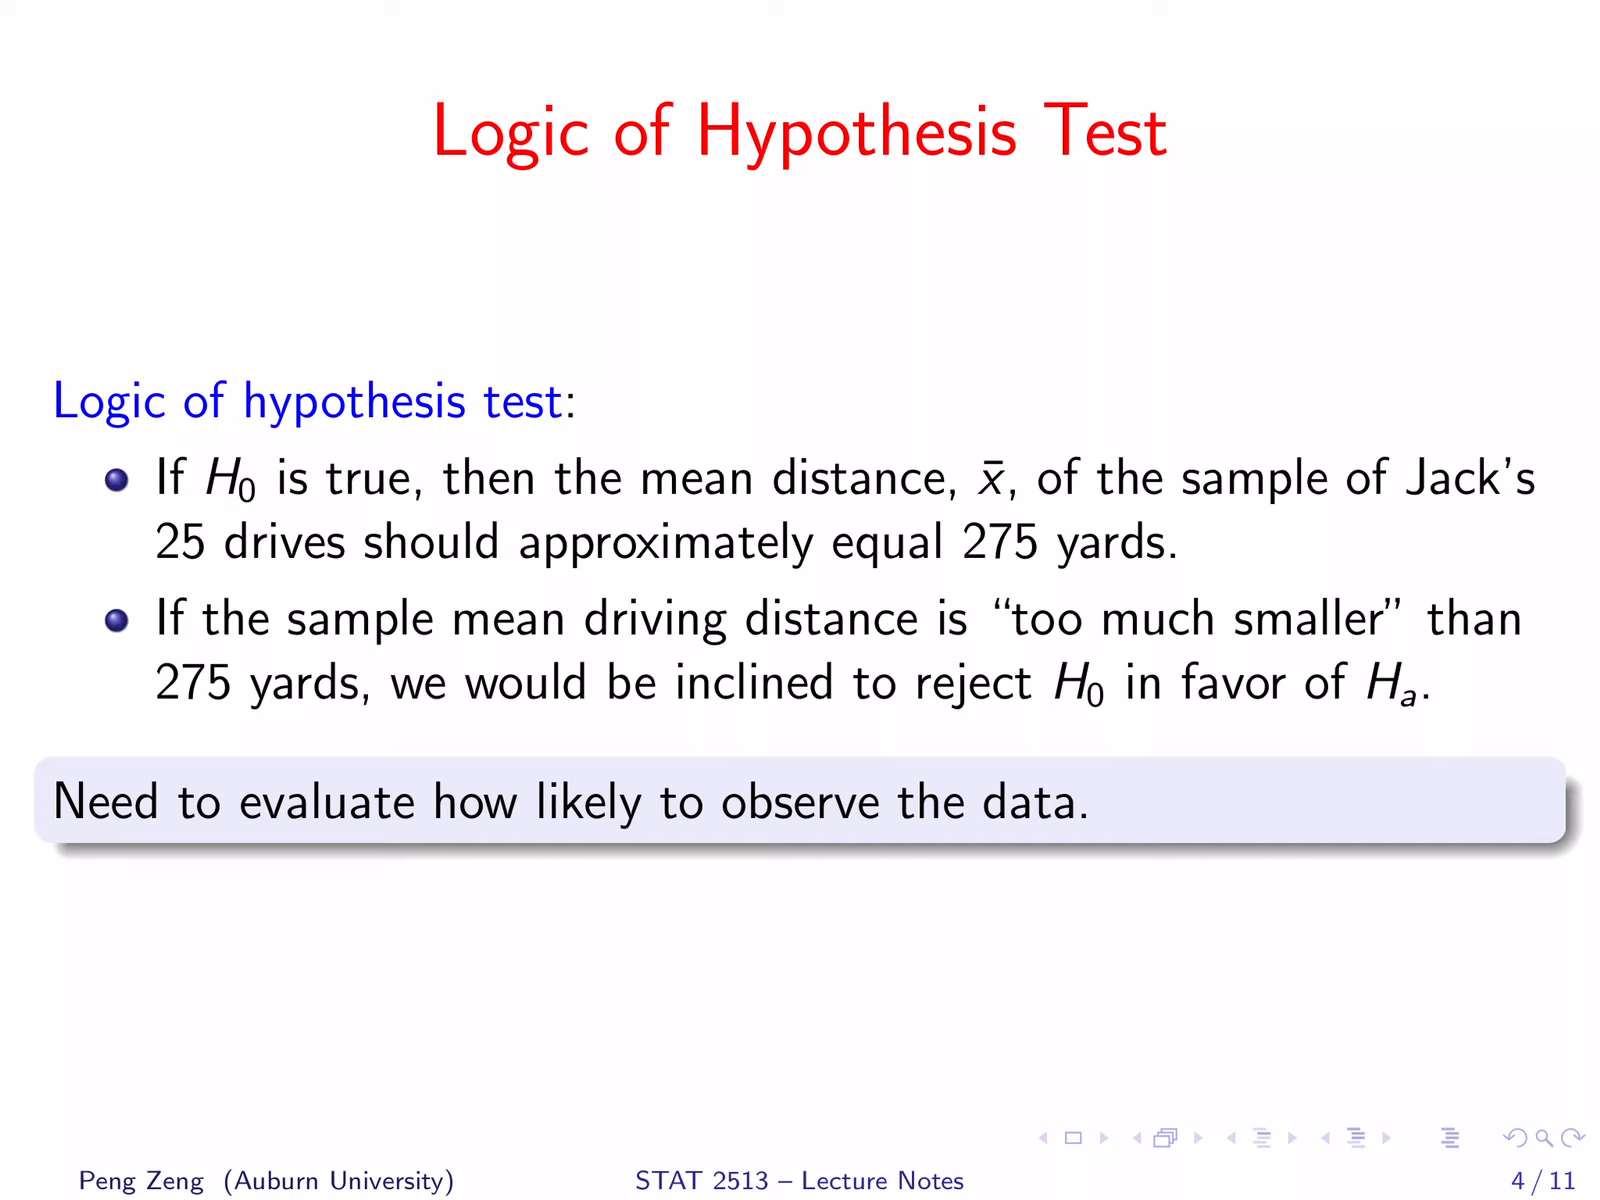 Logic of Hypothesis Test
Logic of hypothesis test:
If H₀ is true, then the mean distance, x̄, of the sample of Jack’s
25 drives should approximately equal 275 yards.
If the sample mean driving distance is “too much smaller” than
275 yards, we would be inclined to reject H₀ in favor of Hₐ.
Need to evaluate how likely to observe the data.
Peng Zeng (Auburn University) STAT 2513 – Lecture Notes 4 / 11